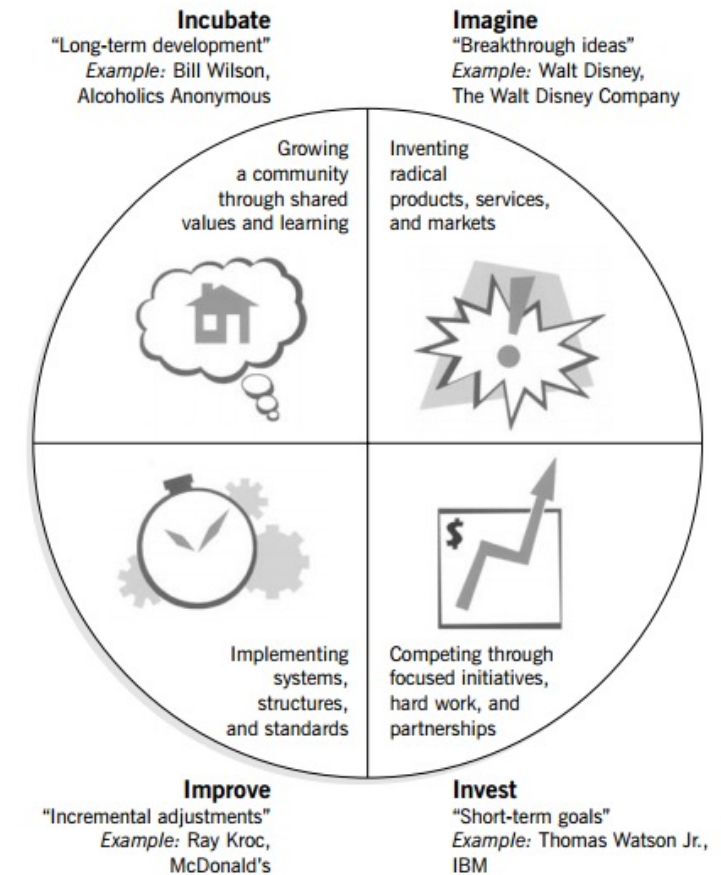 Incubate
“Long-term development”
Example: Bill Wilson,
Alcoholics Anonymous
Imagine
“Breakthrough ideas”
Example: Walt Disney,
The Walt Disney Company
Growing
a community
through shared
values and learning
Inventing
radical
products, services,
and markets
!
$
Implementing
systems,
structures,
and standards
Competing through
focused initiatives,
hard work, and
partnerships
Improve
“Incremental adjustments”
Example: Ray Kroc,
McDonald’s
Invest
“Short-term goals”
Example: Thomas Watson Jr.,
IBM